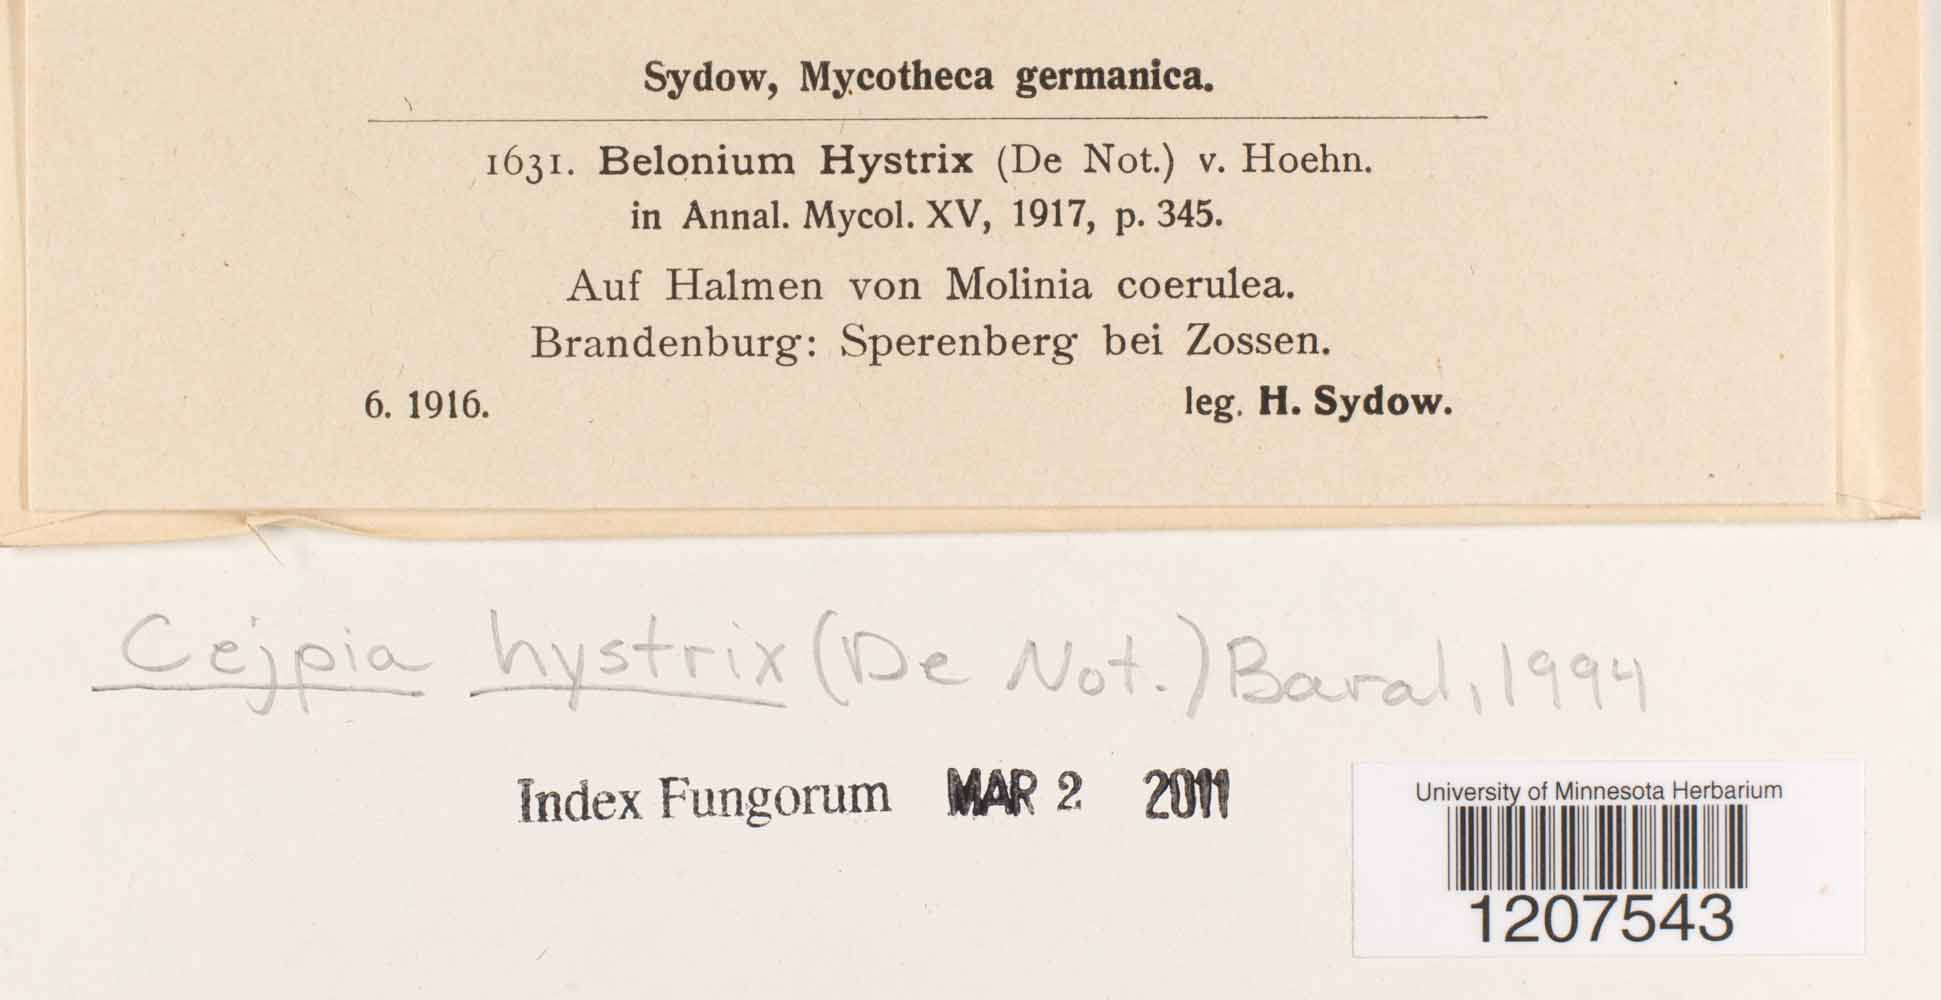 Sydow, Mycotheca germanica.
1631. Belonium Hystrix (De Not.) v. Hoehn.
in Annal. Mycol. XV, 1917, p. 345.
Auf Halmen von Molinia coerulea.
Brandenburg: Sperenberg bei Zossen.
6. 1916. leg. H. Sydow.
Cejpia hystrix (De Not.) Baral, 1994
Index Fungorum MAR 2 2011
University of Minnesota Herbarium
1207543